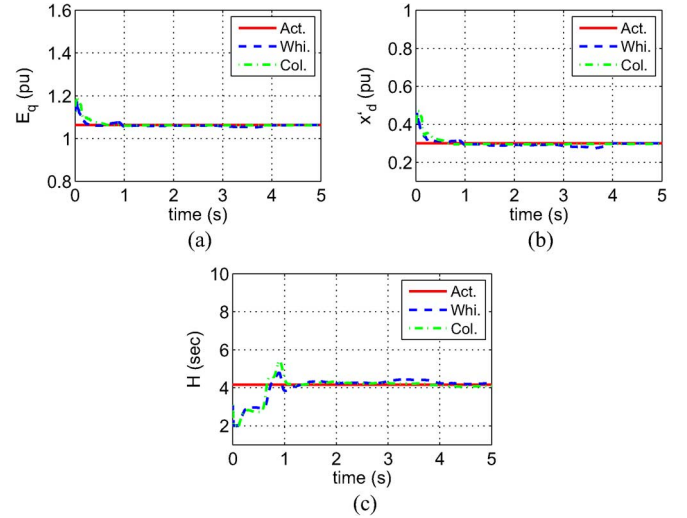 1.6
1.4
1.2
1
0.8
E_q (pu)
0 1 2 3 4 5
time (s)
Act.
Whi.
Col.
(a)
1
0.8
0.6
0.4
0.2
x'_d (pu)
0 1 2 3 4 5
time (s)
Act.
Whi.
Col.
(b)
10
8
6
4
2
H (sec)
0 1 2 3 4 5
time (s)
Act.
Whi.
Col.
(c)